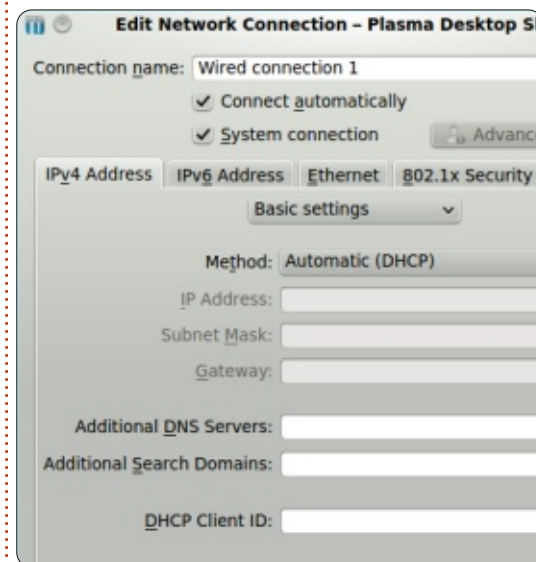 Edit Network Connection – Plasma Desktop
Connection name: Wired connection 1
Connect automatically
System connection
IPv4 Address IPv6 Address Ethernet 802.1x Security
Basic settings
Method: Automatic (DHCP)
IP Address:
Subnet Mask:
Gateway:
Additional DNS Servers:
Additional Search Domains:
DHCP Client ID: